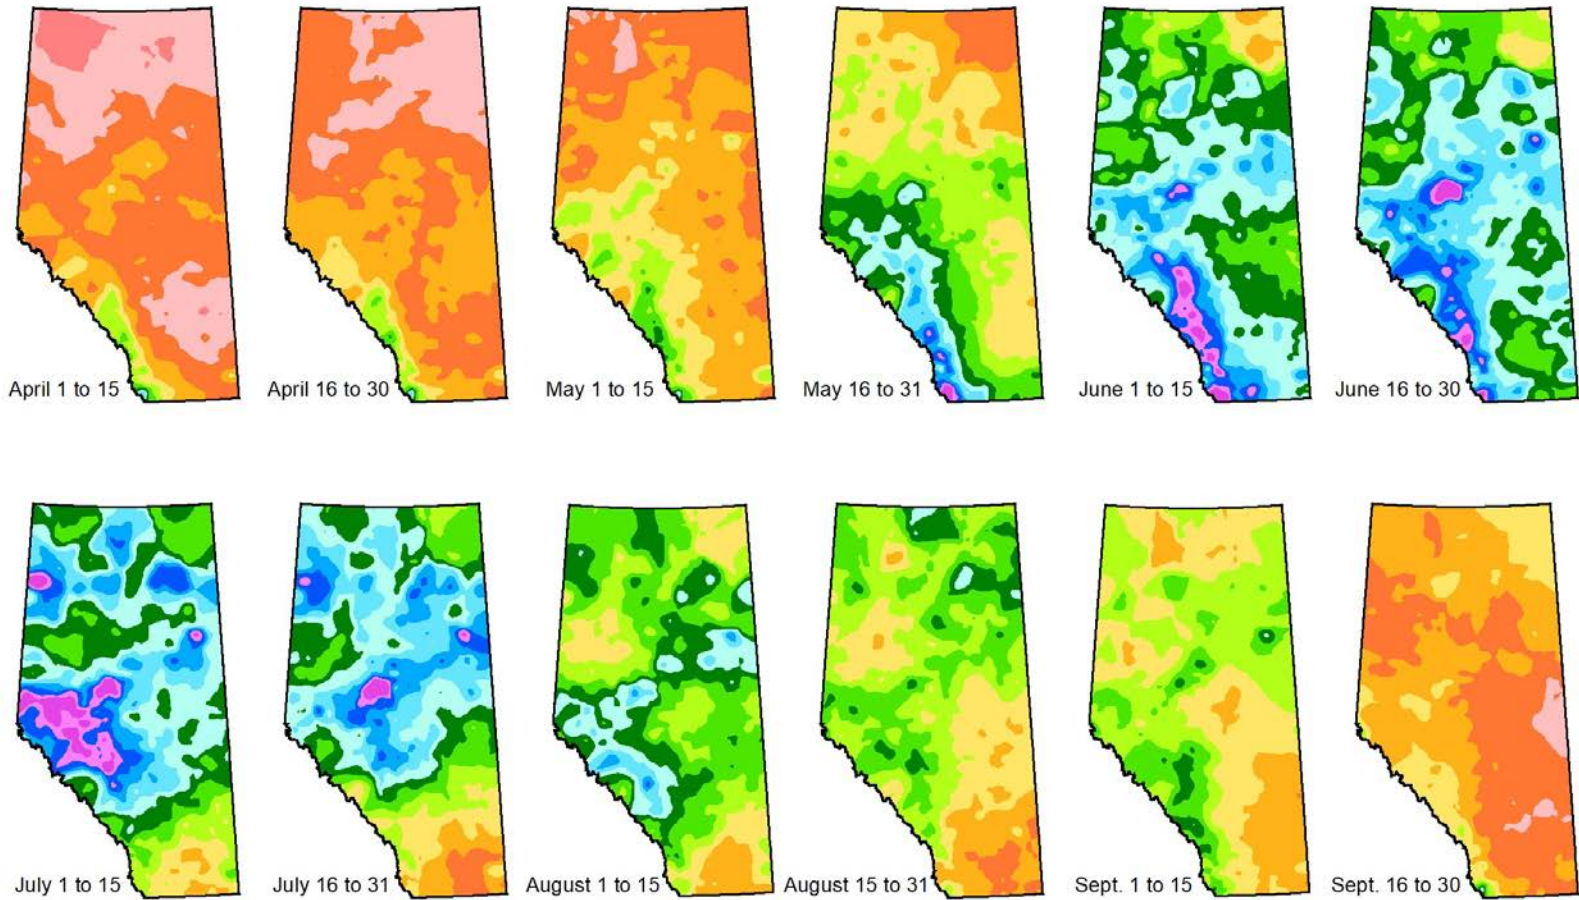 April 1 to 15
April 16 to 30
May 1 to 15
May 16 to 31
June 1 to 15
June 16 to 30
July 1 to 15
July 16 to 31
August 1 to 15
August 15 to 31
Sept. 1 to 15
Sept. 16 to 30